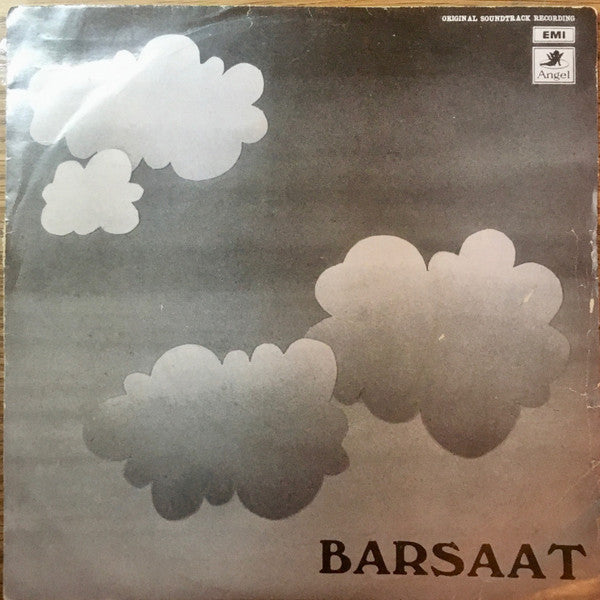 ORIGINAL SOUNDTRACK RECORDING
EMI
Angel
BARSAAT